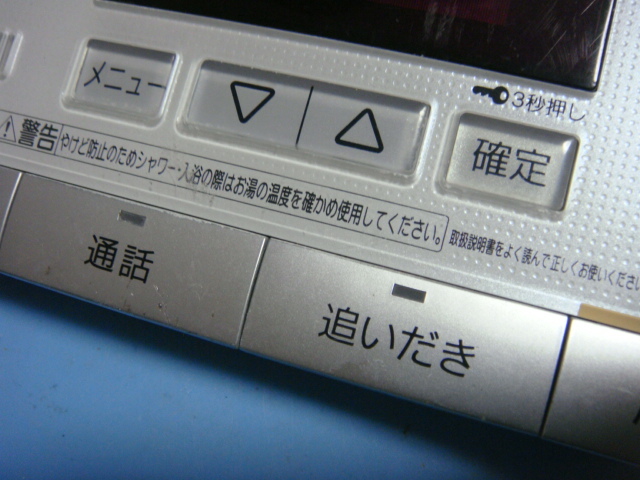 メニュー
3秒押し
確定
警告 やけど防止のためシャワー・入浴の際はお湯の温度を確かめ使用してください。
取扱説明書をよく読んで正しくお使いください
通話
追いだき